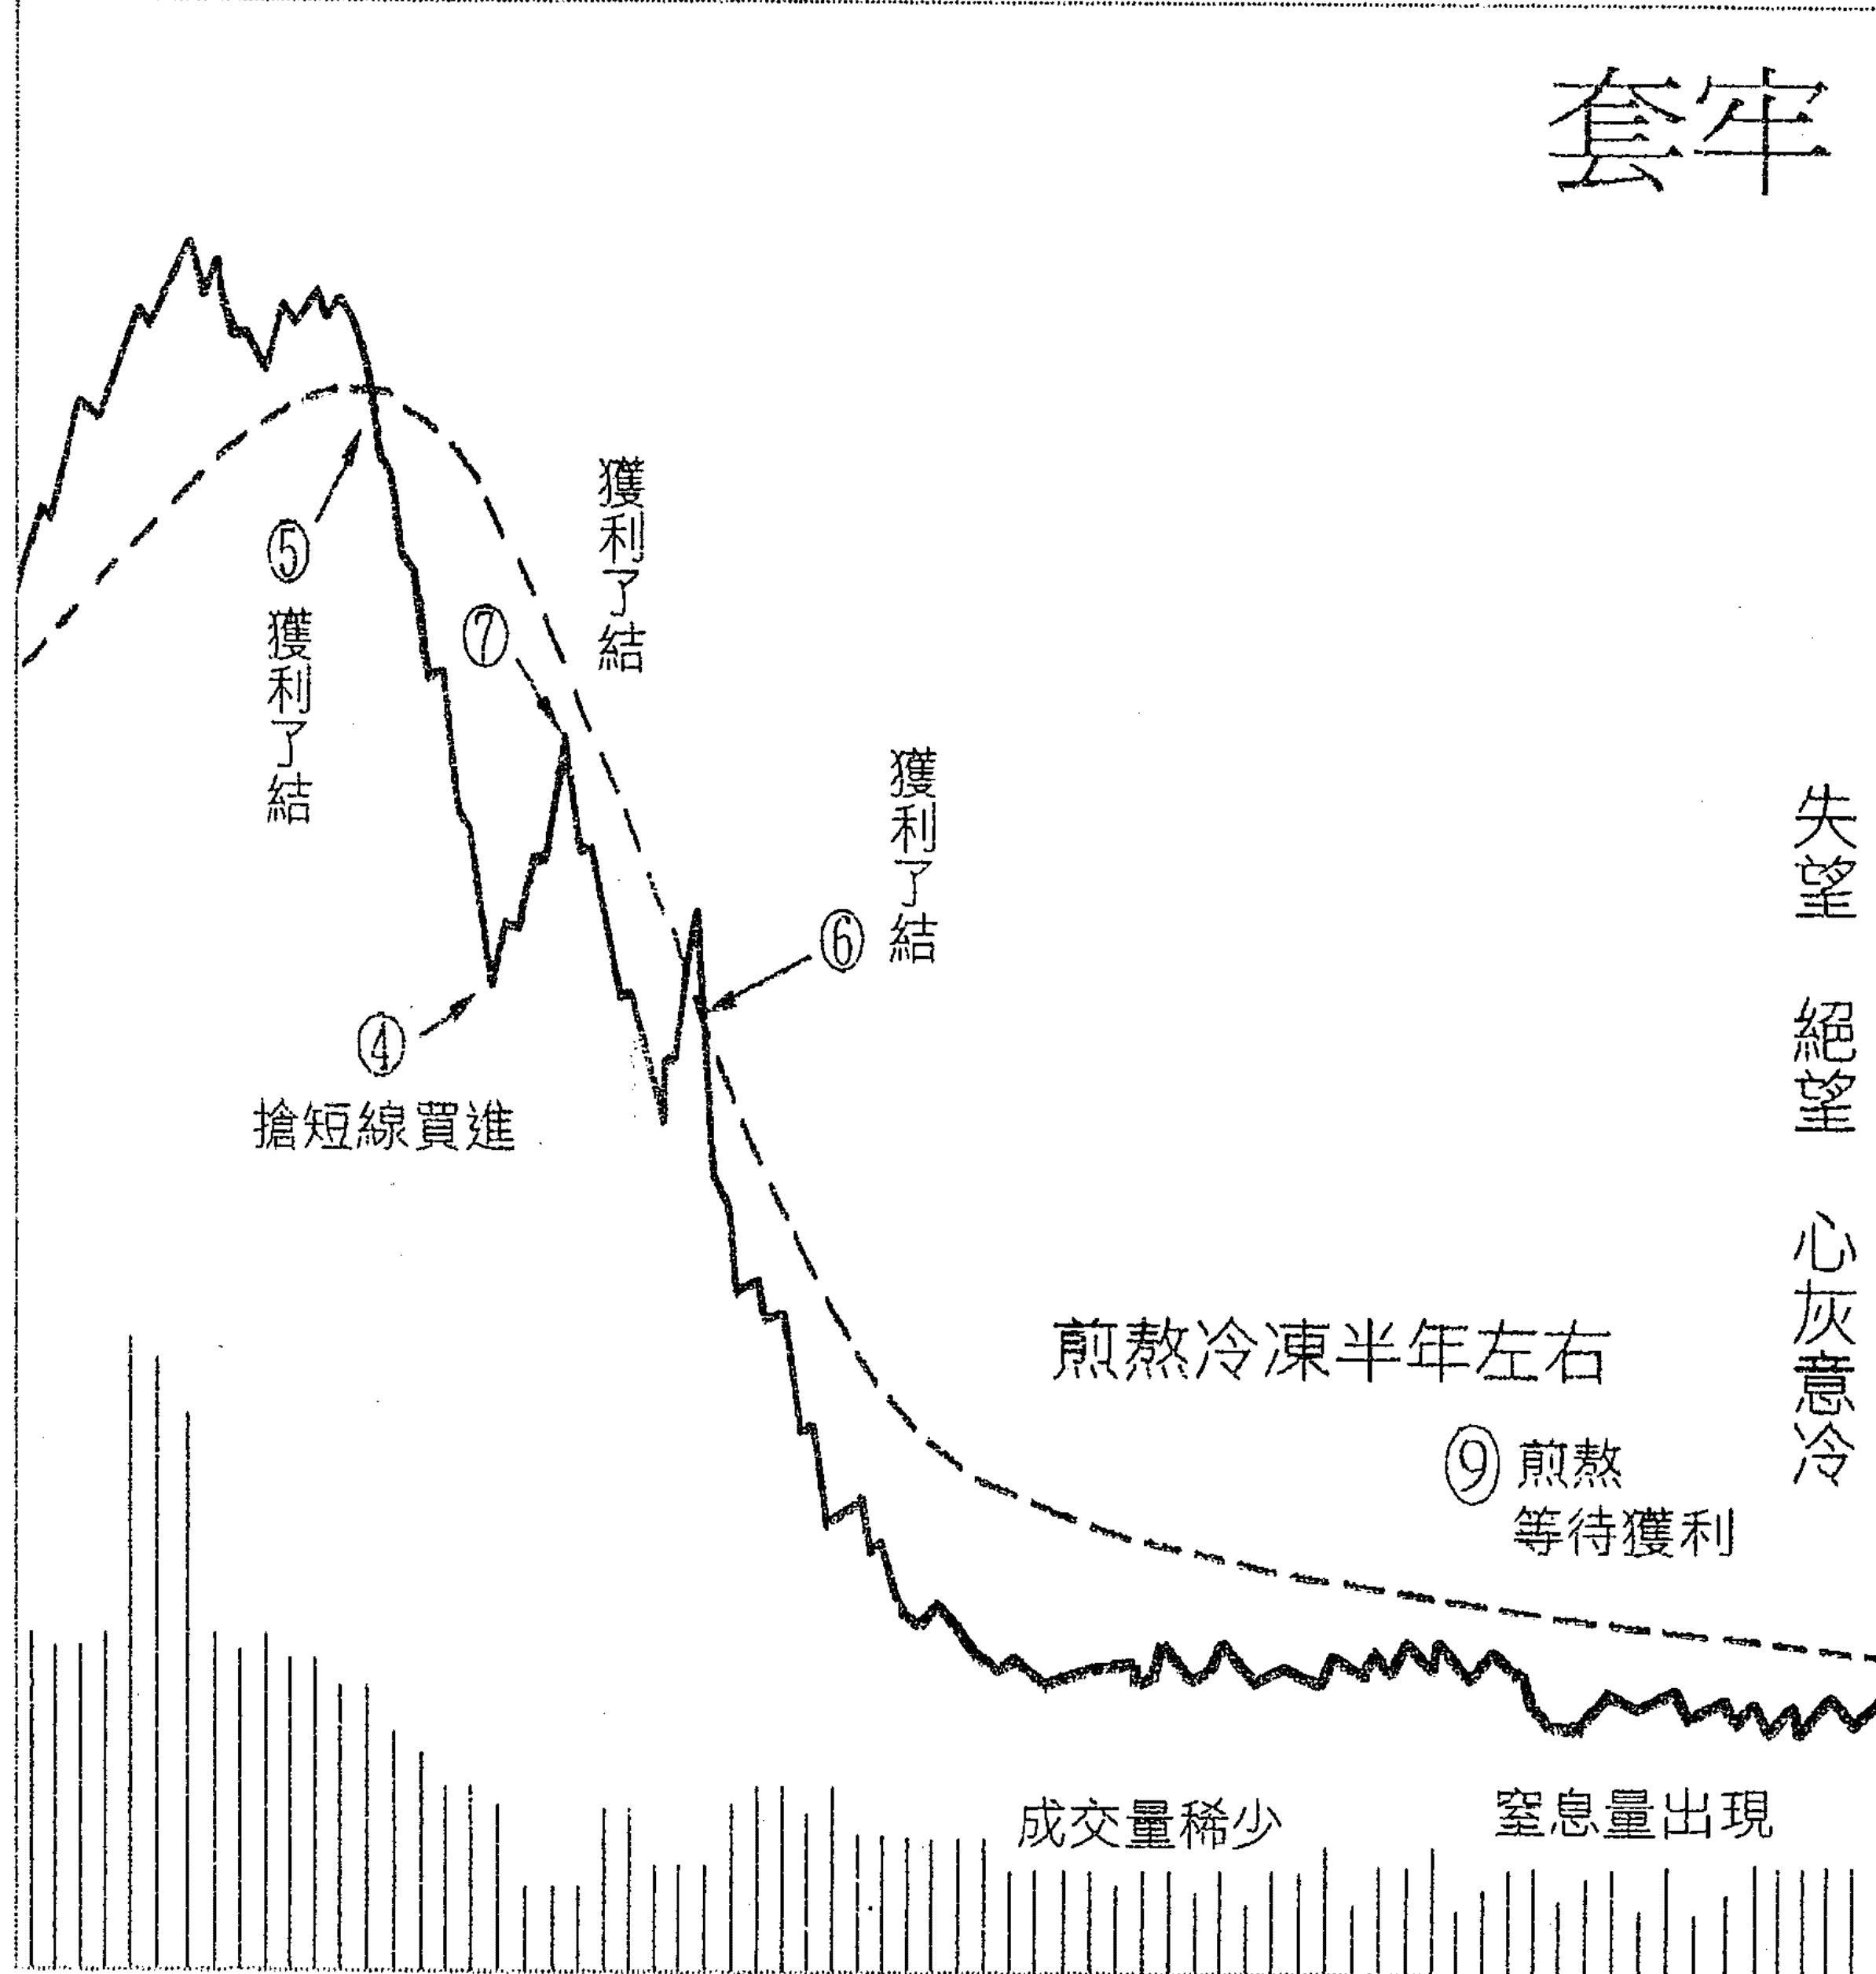 套牢
⑤
獲利了結
⑦
獲利了結
⑥
獲利了結
④
搶短線買進
失望 絕望 心灰意冷
煎熬冷凍半年左右
⑨ 煎熬
等待獲利
成交量稀少
窒息量出現